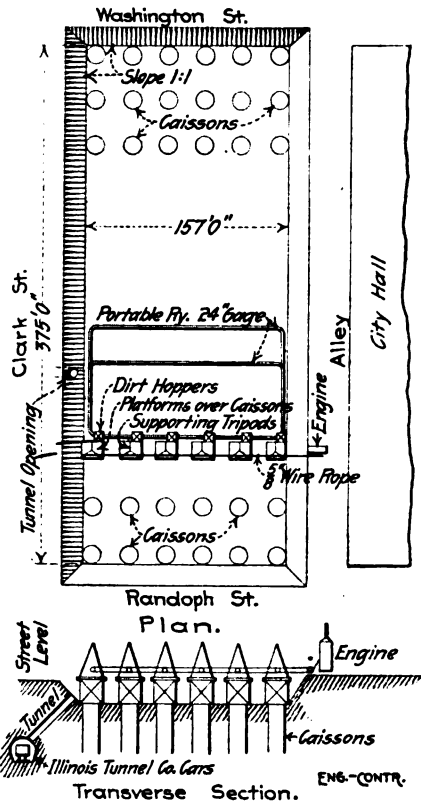 Washington St.
Slope 1:1
Caissons
157'0"
Clark St.
375'0"
City Hall
Alley
Portable Ry. 24" Gage
Engine
Dirt Hoppers
Platforms over Caissons
Supporting Tripods
Tunnel Opening
5/8" Wire Rope
Caissons
Randoph St.
Plan.
Street
Level
Engine
Tunnel
Caissons
Illinois Tunnel Co. Cars
ENG.-CONTR.
Transverse Section.